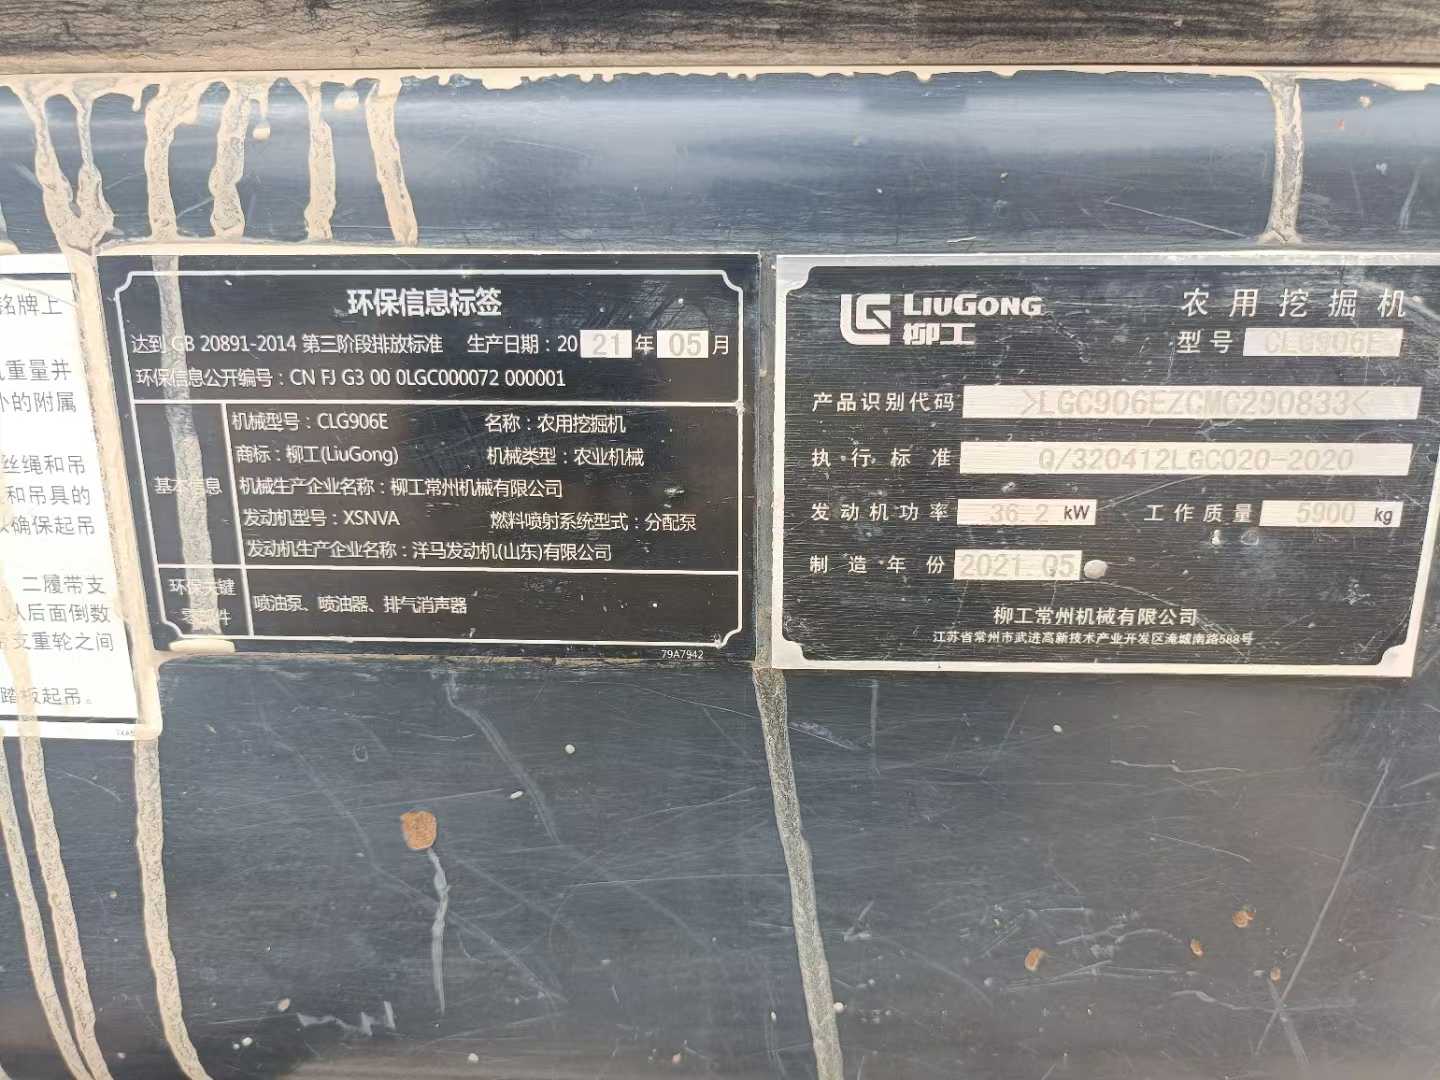 铭牌上
重量并
小的附属
丝绳和吊
和吊具的
以确保起吊
二履带支
从后面倒数
支重轮之间
踏板起吊。
环保信息标签
达到 GB 20891-2014 第三阶段排放标准 生产日期：2021年05月
环保信息公开编号：CN FJ G3 00 0LGC000072 000001
基本信息
机械型号：CLG906E 名称：农用挖掘机
商标：柳工(LiuGong) 机械类型：农业机械
机械生产企业名称：柳工常州机械有限公司
发动机型号：XSNVA 燃料喷射系统型式：分配泵
发动机生产企业名称：洋马发动机(山东)有限公司
环保关键
零部件
喷油泵、喷油器、排气消声器
79A7942
LG LIUGONG
柳工
农用挖掘机
型号 CLG906E
产品识别代码 >LGC906EZCMC290833<
执行标准 Q/320412LGC020-2020
发动机功率 36.2 kW 工作质量 5900 kg
制造年份 2021.05
柳工常州机械有限公司
江苏省常州市武进高新技术产业开发区淹城南路588号